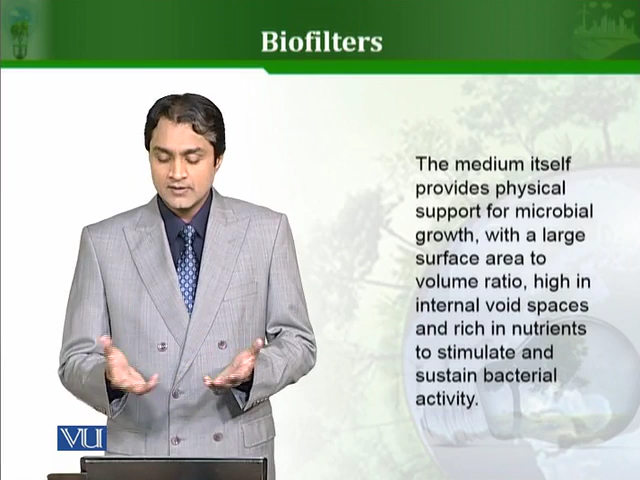 Biofilters
The medium itself
provides physical
support for microbial
growth, with a large
surface area to
volume ratio, high in
internal void spaces
and rich in nutrients
to stimulate and
sustain bacterial
activity.
VU